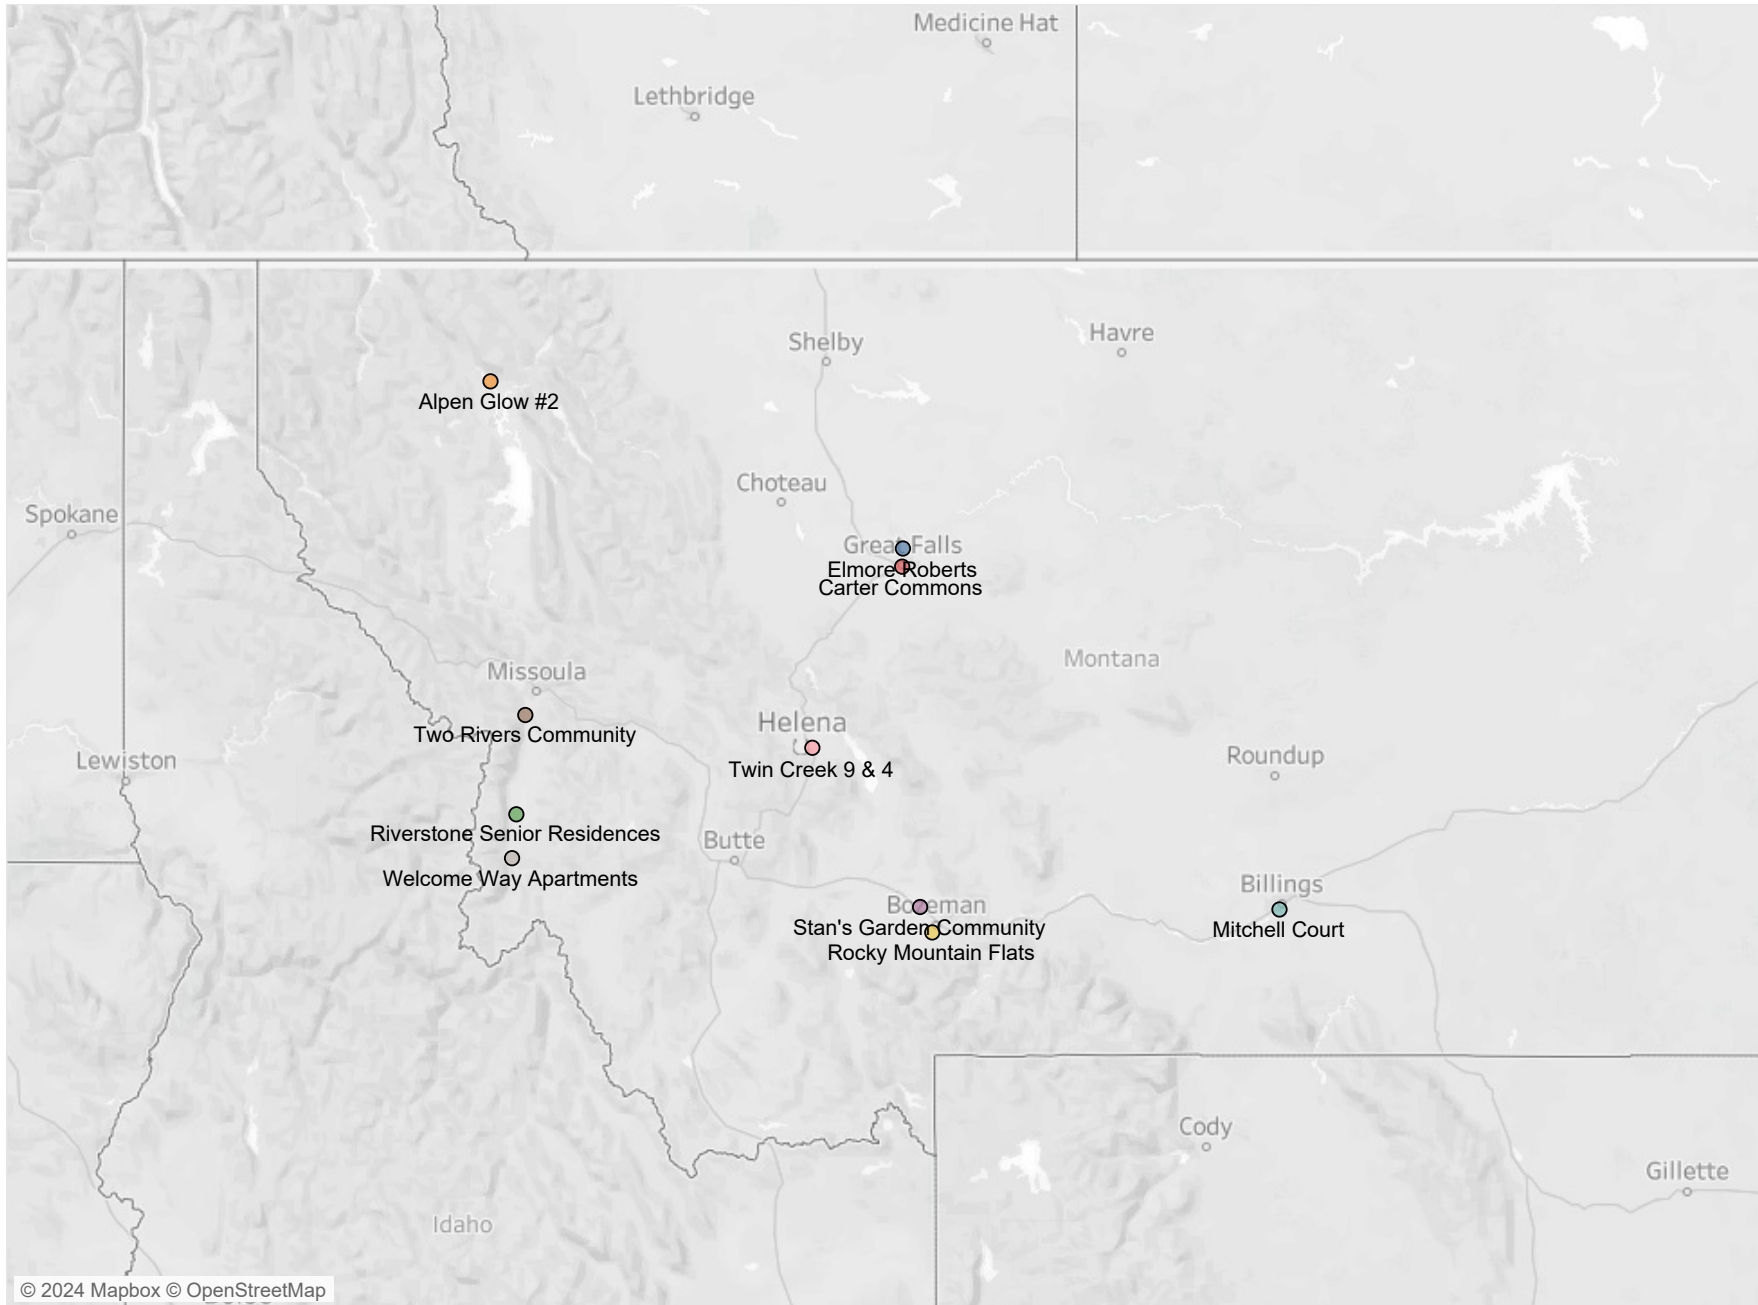 Medicine Hat
Lethbridge
Shelby
Havre
Alpen Glow #2
Choteau
Spokane
Great Falls
Elmore Roberts
Carter Commons
Montana
Missoula
Two Rivers Community
Helena
Twin Creek 9 & 4
Lewiston
Roundup
Riverstone Senior Residences
Butte
Welcome Way Apartments
Billings
Mitchell Court
Bozeman
Stan's Garden Community
Rocky Mountain Flats
Cody
Gillette
Idaho
© 2024 Mapbox © OpenStreetMap